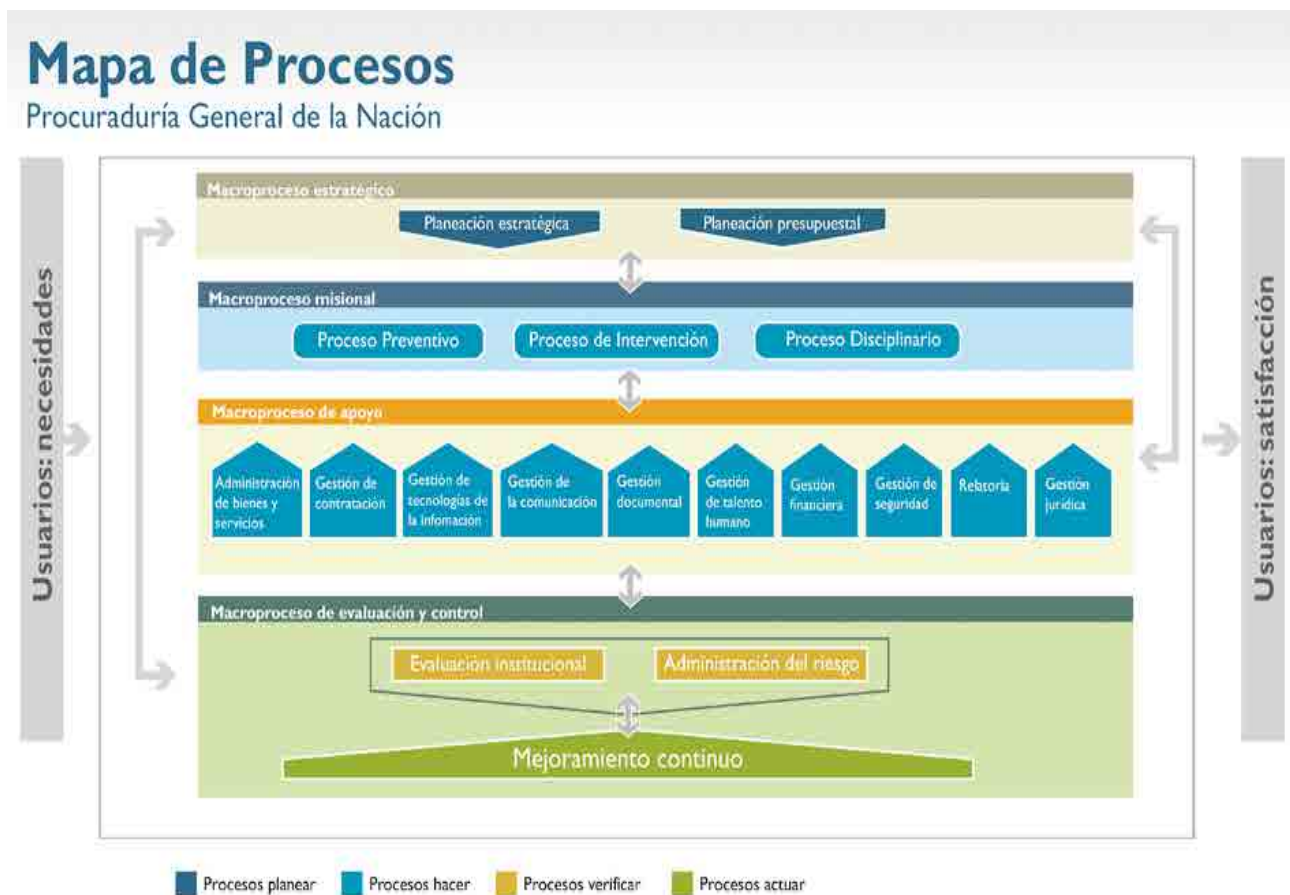 Mapa de Procesos
Procuraduría General de la Nación
Usuarios: necesidades
Macroproceso estratégico
Planeación estratégica
Planeación presupuestal
Macroproceso misional
Proceso Preventivo
Proceso de Intervención
Proceso Disciplinario
Macroproceso de apoyo
Administración
de bienes y
servicios
Gestión de
contratación
Gestión de
tecnologías de
la infomación
Gestión de
la comunicación
Gestión
documental
Gestión
de talento
humano
Gestión
financiera
Gestión de
seguridad
Relatoría
Gestión
jurídica
Macroproceso de evaluación y control
Evaluación institucional
Administración del riesgo
Mejoramiento continuo
Usuarios: satisfacción
Procesos planear
Procesos hacer
Procesos verificar
Procesos actuar